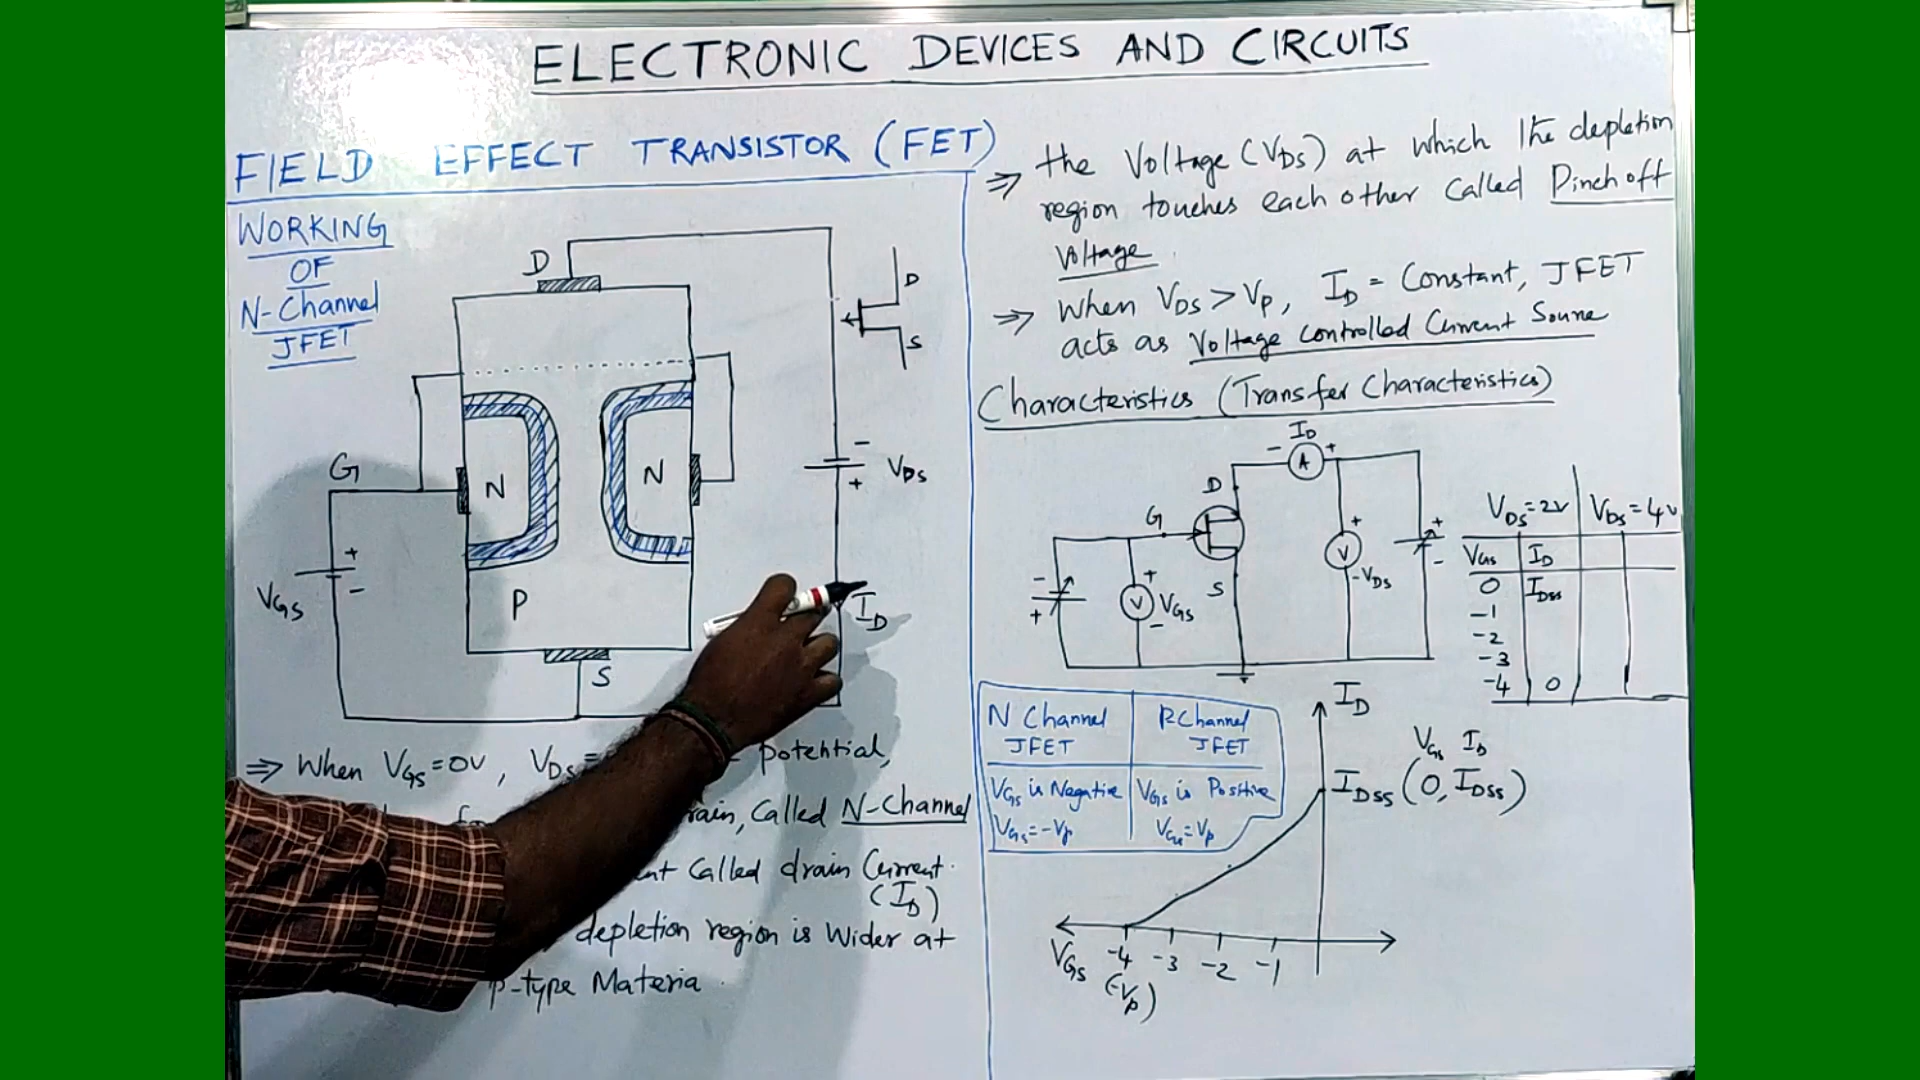 ELECTRONIC DEVICES AND CIRCUITS
FIELD EFFECT TRANSISTOR (FET)
WORKING
OF
N-Channel
JFET
D
D
S
G
N
N
- VDS
+
+
-
VGS
P
ID
S
⇒ When VGS=0V, VDS= potential,
rain, Called N-Channel
nt Called drain Current.
(ID)
depletion region is Wider at
P-type Materia
⇒ the Voltage (VDS) at which the depletion
region touches each other Called Pinch off
Voltage
⇒ When VDS > Vp, ID = Constant, JFET
acts as Voltage Controlled Current Sourne
Characteristics (Transfer Characteristics)
ID
- A +
D
G
S
-
+
+
V VGS
-
+
V
-VDS
+
-
VDS=2V VDS=4V
VGS ID
0 IDSS
-1
-2
-3
-4 0
N Channel JFET
P-Channel JFET
VGS is Negative VGS is Positive
VGS=-Vp VGS=Vp
ID
VGS ID
IDSS (0, IDSS)
VGS -4 -3 -2 -1
(-Vp)